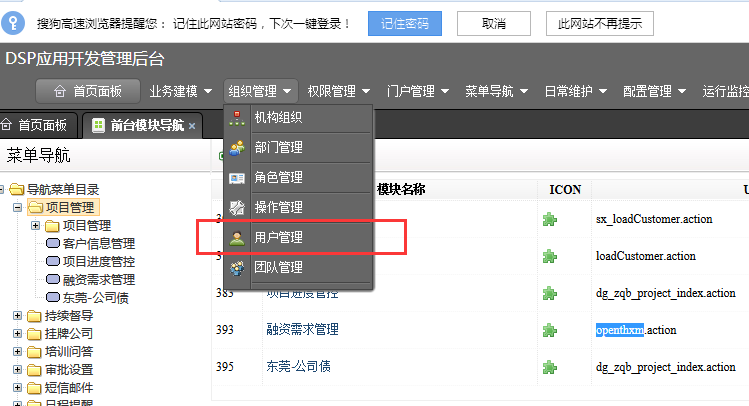 搜狗高速浏览器提醒您： 记住此网站密码，下次一键登录！ 记住密码 取消 此网站不再提示
DSP应用开发管理后台
首页面板 业务建模 组织管理 权限管理 门户管理 菜单导航 日常维护 配置管理 运行监控
首页面板 前台模块导航 ×
机构组织
部门管理
角色管理
操作管理
用户管理
团队管理
菜单导航
导航菜单目录
项目管理
项目管理
客户信息管理
项目进度管控
融资需求管理
东莞-公司债
持续督导
挂牌公司
培训问答
审批设置
短信邮件
日程提醒
模块名称 ICON U
sx_loadCustomer.action
loadCustomer.action
383 项目进度管控 dg_zqb_project_index.action
393 融资需求管理 openthxm.action
395 东莞-公司债 dg_zqb_project_index.action